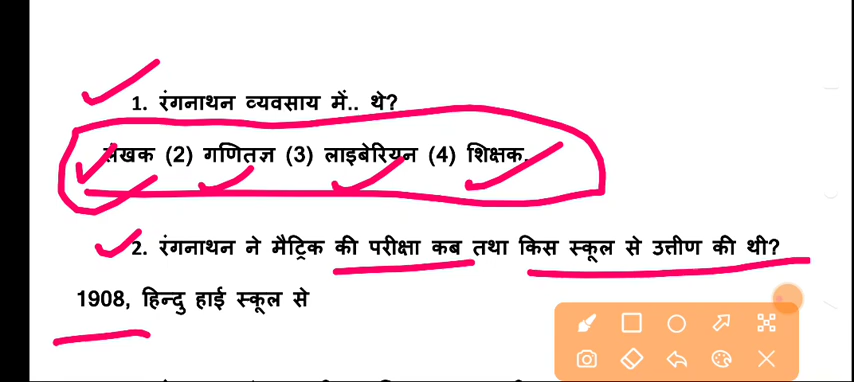 1. रंगनाथन व्यवसाय में.. थे?
लेखक (2) गणितज्ञ (3) लाइबेरियन (4) शिक्षक.
2. रंगनाथन ने मैट्रिक की परीक्षा कब तथा किस स्कूल से उत्तीण की थी?
1908, हिन्दु हाई स्कूल से